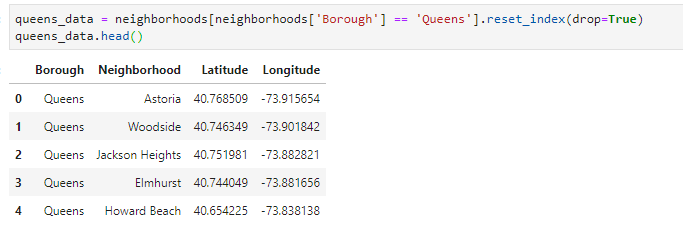 queens_data = neighborhoods[neighborhoods['Borough'] == 'Queens'].reset_index(drop=True)
queens_data.head()
Borough Neighborhood Latitude Longitude
0 Queens Astoria 40.768509 -73.915654
1 Queens Woodside 40.746349 -73.901842
2 Queens Jackson Heights 40.751981 -73.882821
3 Queens Elmhurst 40.744049 -73.881656
4 Queens Howard Beach 40.654225 -73.838138